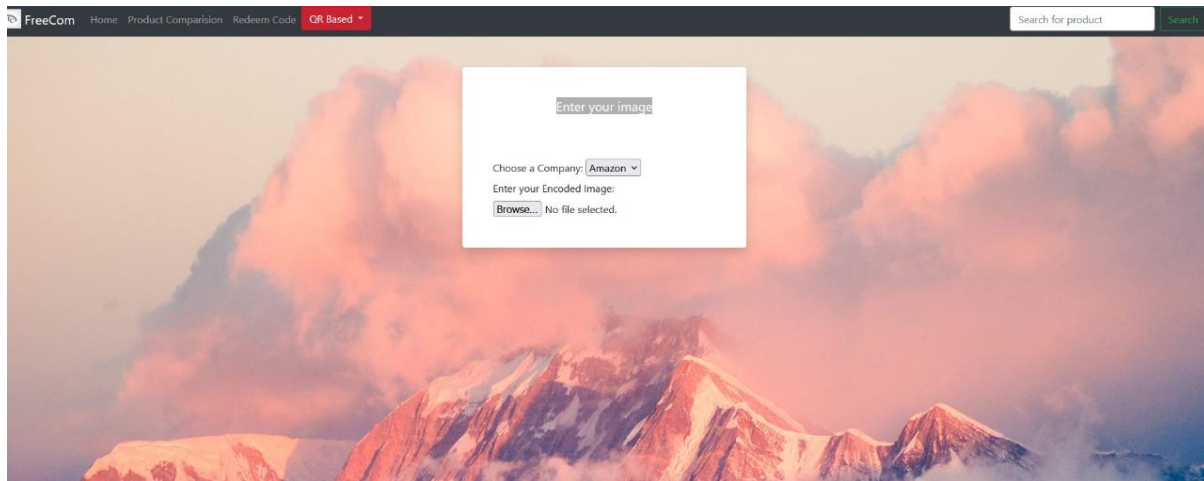 FreeCom Home Product Comparision Redeem Code QR Based Search for product Search
Enter your image
Choose a Company: Amazon
Enter your Encoded Image:
Browse... No file selected.